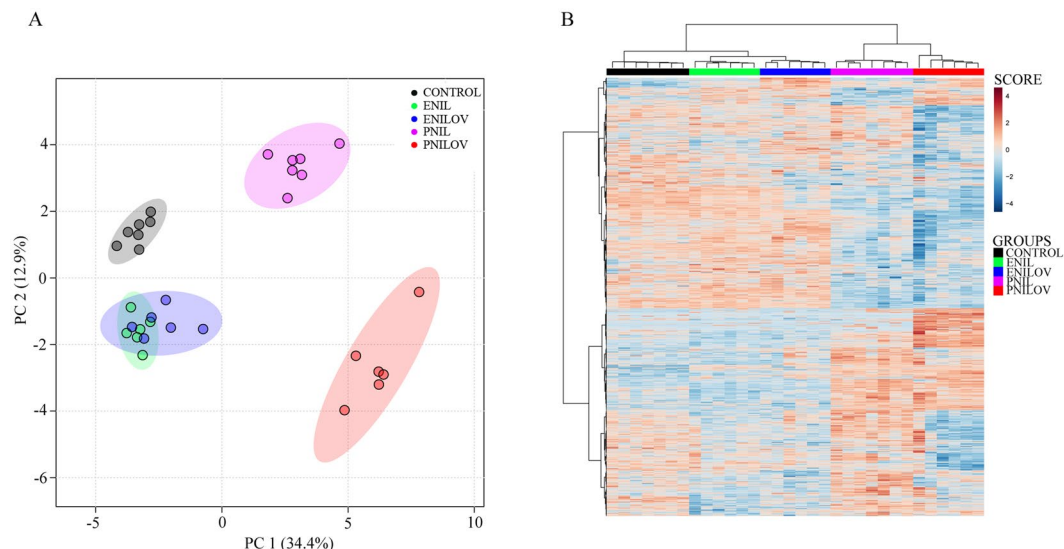 A
B
CONTROL
ENIL
ENILOV
PNIL
PNILOV
4
2
0
-2
-4
-6
PC 2 (12.9%)
-5
0
5
10
PC 1 (34.4%)
SCORE
4
2
0
-2
-4
GROUPS
CONTROL
ENIL
ENILOV
PNIL
PNILOV